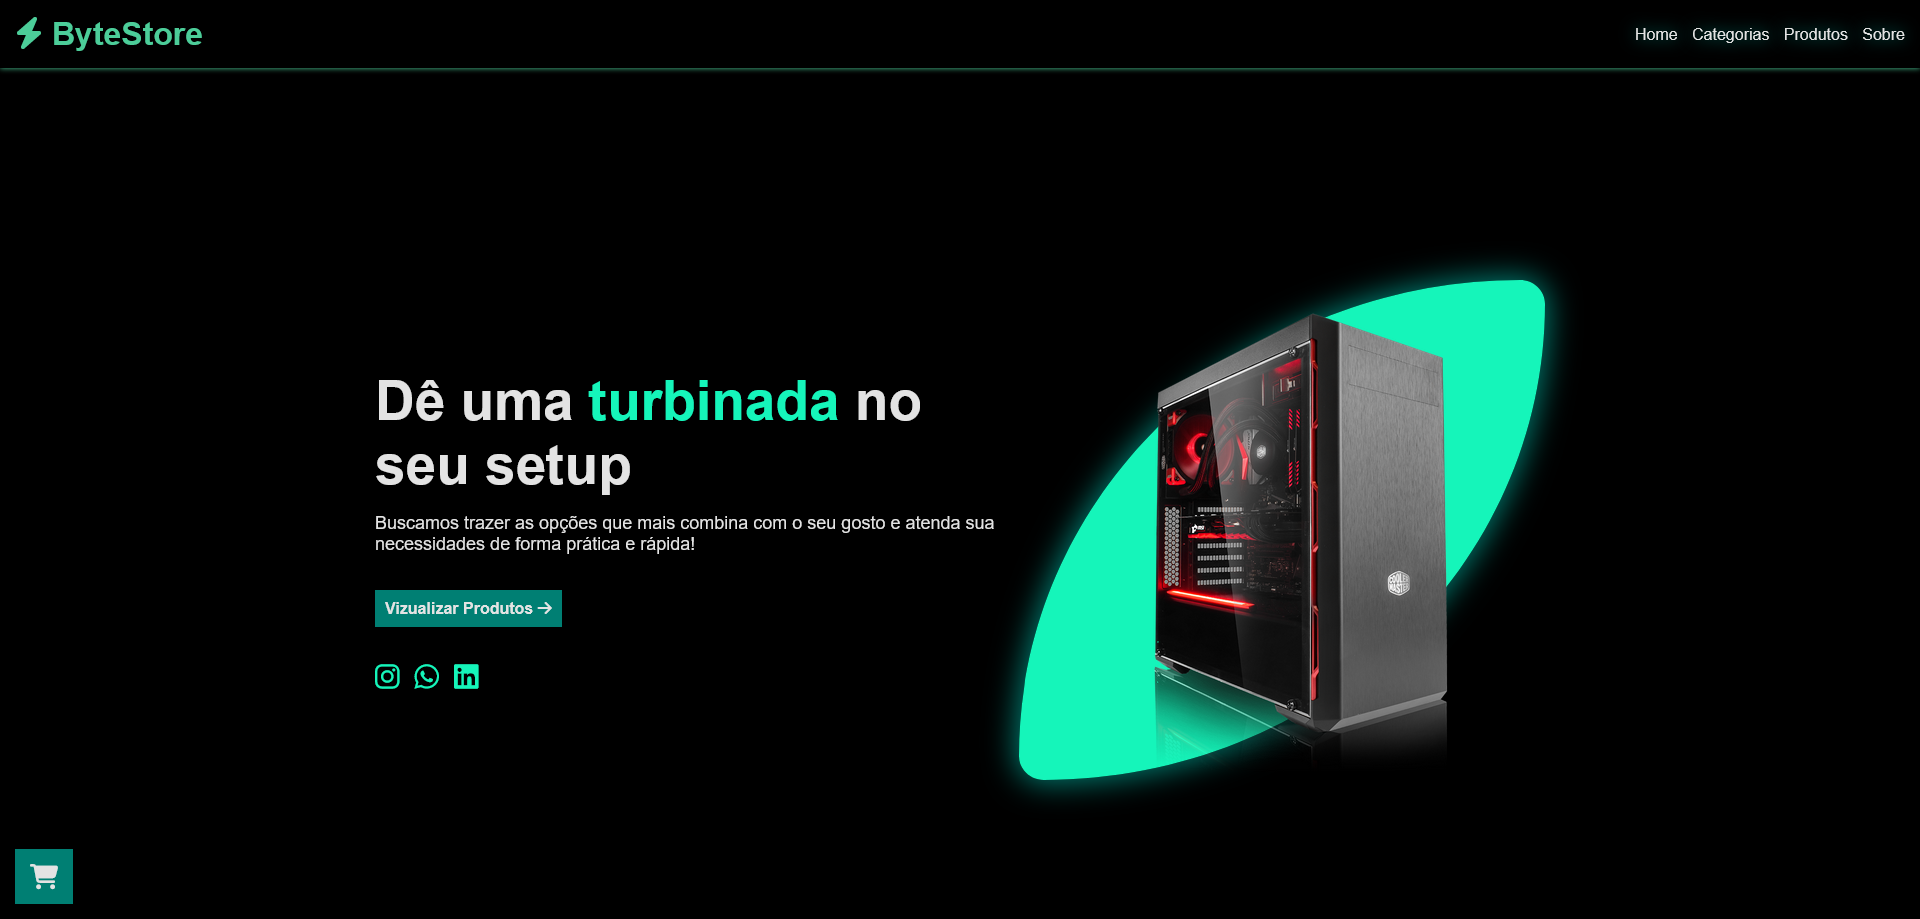 ByteStore
Home Categorias Produtos Sobre
Dê uma turbinada no
seu setup
Buscamos trazer as opções que mais combina com o seu gosto e atenda sua
necessidades de forma prática e rápida!
Vizualizar Produtos
COOLER
MASTER